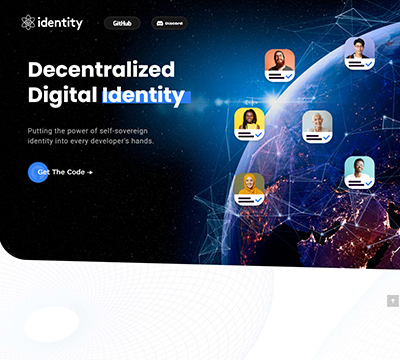 identity
GitHub
Discord
Decentralized
Digital Identity
Putting the power of self-sovereign
identity into every developer's hands.
Get The Code →